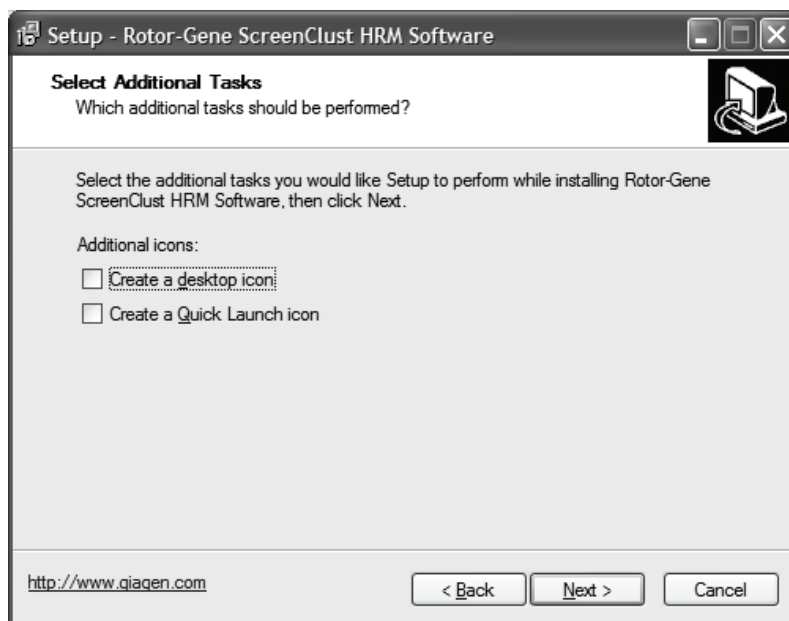 Setup - Rotor-Gene ScreenClust HRM Software
Select Additional Tasks
Which additional tasks should be performed?
Select the additional tasks you would like Setup to perform while installing Rotor-Gene
ScreenClust HRM Software, then click Next.
Additional icons:
Create a desktop icon
Create a Quick Launch icon
http://www.qiagen.com
< Back
Next >
Cancel